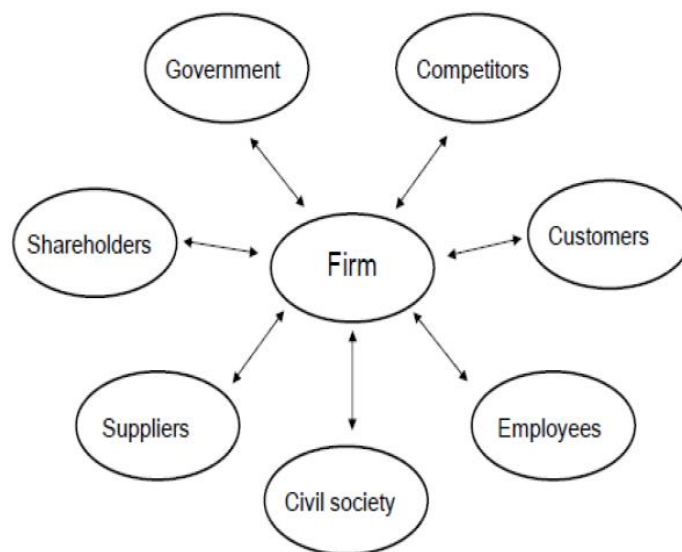 Government
Competitors
Shareholders
Firm
Customers
Suppliers
Employees
Civil society